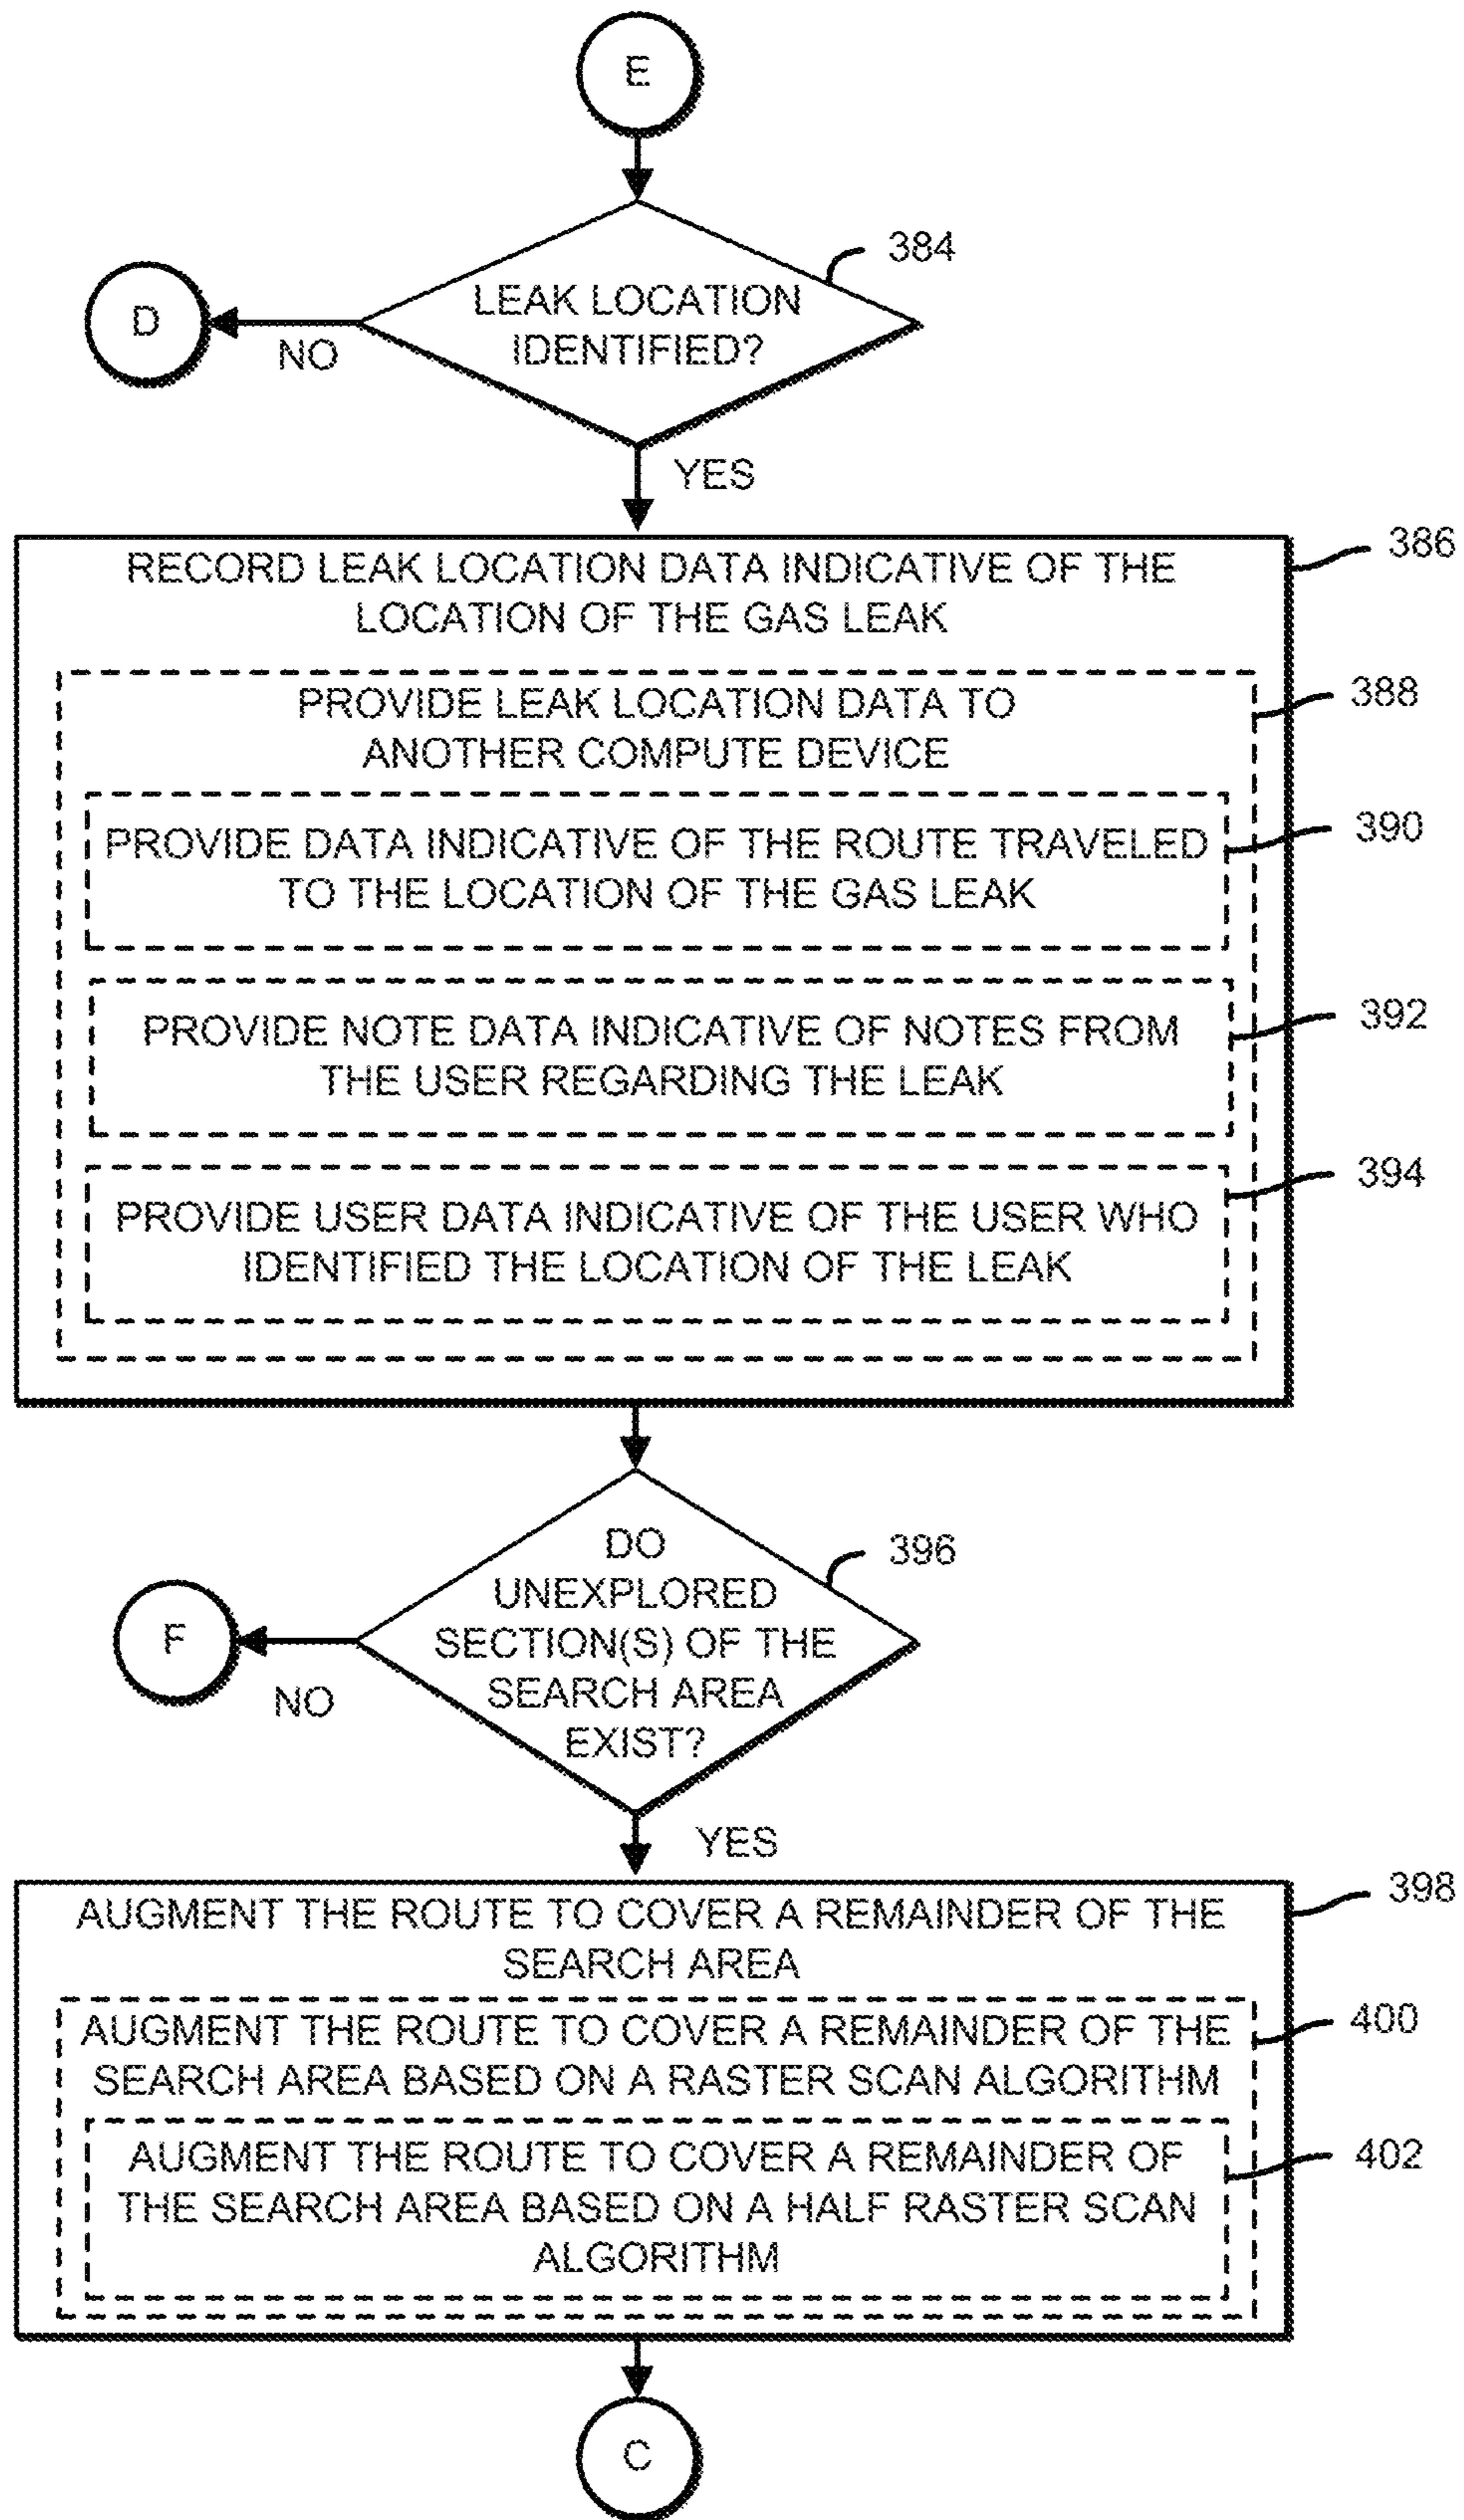 E
384
LEAK LOCATION
IDENTIFIED?
D
NO
YES
386
RECORD LEAK LOCATION DATA INDICATIVE OF THE
LOCATION OF THE GAS LEAK
388
PROVIDE LEAK LOCATION DATA TO
ANOTHER COMPUTE DEVICE
390
PROVIDE DATA INDICATIVE OF THE ROUTE TRAVELED
TO THE LOCATION OF THE GAS LEAK
392
PROVIDE NOTE DATA INDICATIVE OF NOTES FROM
THE USER REGARDING THE LEAK
394
PROVIDE USER DATA INDICATIVE OF THE USER WHO
IDENTIFIED THE LOCATION OF THE LEAK
396
DO
UNEXPLORED
SECTION(S) OF THE
SEARCH AREA
EXIST?
F
NO
YES
398
AUGMENT THE ROUTE TO COVER A REMAINDER OF THE
SEARCH AREA
400
AUGMENT THE ROUTE TO COVER A REMAINDER OF THE
SEARCH AREA BASED ON A RASTER SCAN ALGORITHM
402
AUGMENT THE ROUTE TO COVER A REMAINDER OF
THE SEARCH AREA BASED ON A HALF RASTER SCAN
ALGORITHM
C